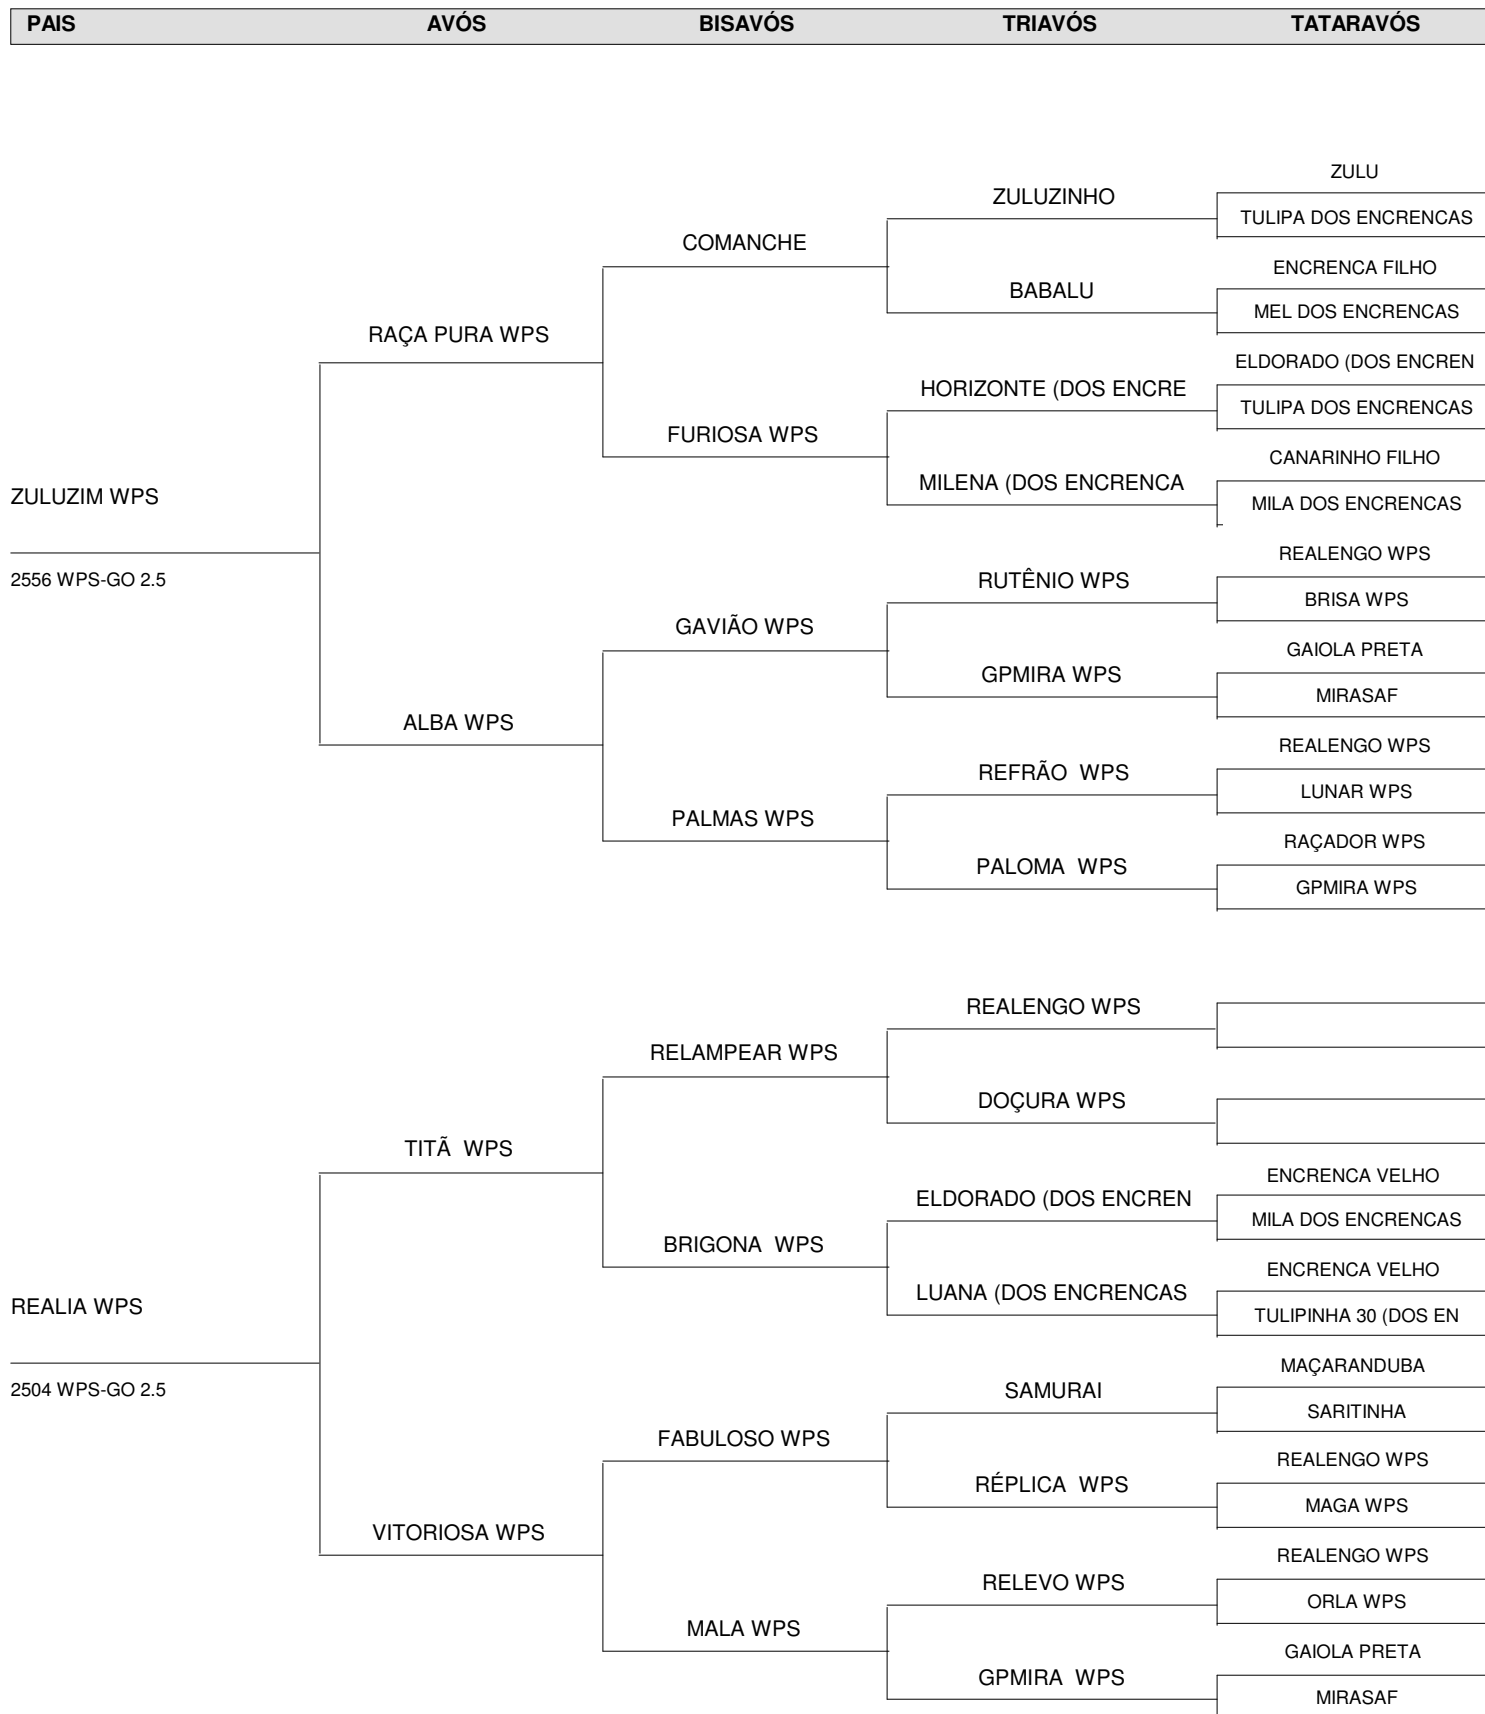 PAIS AVÓS BISAVÓS TRIAVÓS TATARAVÓS
ZULU
ZULUZINHO
TULIPA DOS ENCRENCAS
COMANCHE
ENCRENCA FILHO
BABALU
MEL DOS ENCRENCAS
RAÇA PURA WPS
ELDORADO (DOS ENCREN
HORIZONTE (DOS ENCRE
TULIPA DOS ENCRENCAS
FURIOSA WPS
CANARINHO FILHO
MILENA (DOS ENCRENCA
ZULUZIM WPS
MILA DOS ENCRENCAS
REALENGO WPS
2556 WPS-GO 2.5
RUTÊNIO WPS
BRISA WPS
GAVIÃO WPS
GAIOLA PRETA
GPMIRA WPS
MIRASAF
ALBA WPS
REALENGO WPS
REFRÃO  WPS
LUNAR WPS
PALMAS WPS
RAÇADOR WPS
PALOMA  WPS
GPMIRA WPS
REALENGO WPS
RELAMPEAR WPS
DOÇURA WPS
TITÃ  WPS
ENCRENCA VELHO
ELDORADO (DOS ENCREN
MILA DOS ENCRENCAS
BRIGONA  WPS
ENCRENCA VELHO
LUANA (DOS ENCRENCAS
REALIA WPS
TULIPINHA 30 (DOS EN
MAÇARANDUBA
2504 WPS-GO 2.5
SAMURAI
SARITINHA
FABULOSO WPS
REALENGO WPS
RÉPLICA  WPS
MAGA WPS
VITORIOSA WPS
REALENGO WPS
RELEVO WPS
ORLA WPS
MALA WPS
GAIOLA PRETA
GPMIRA  WPS
MIRASAF